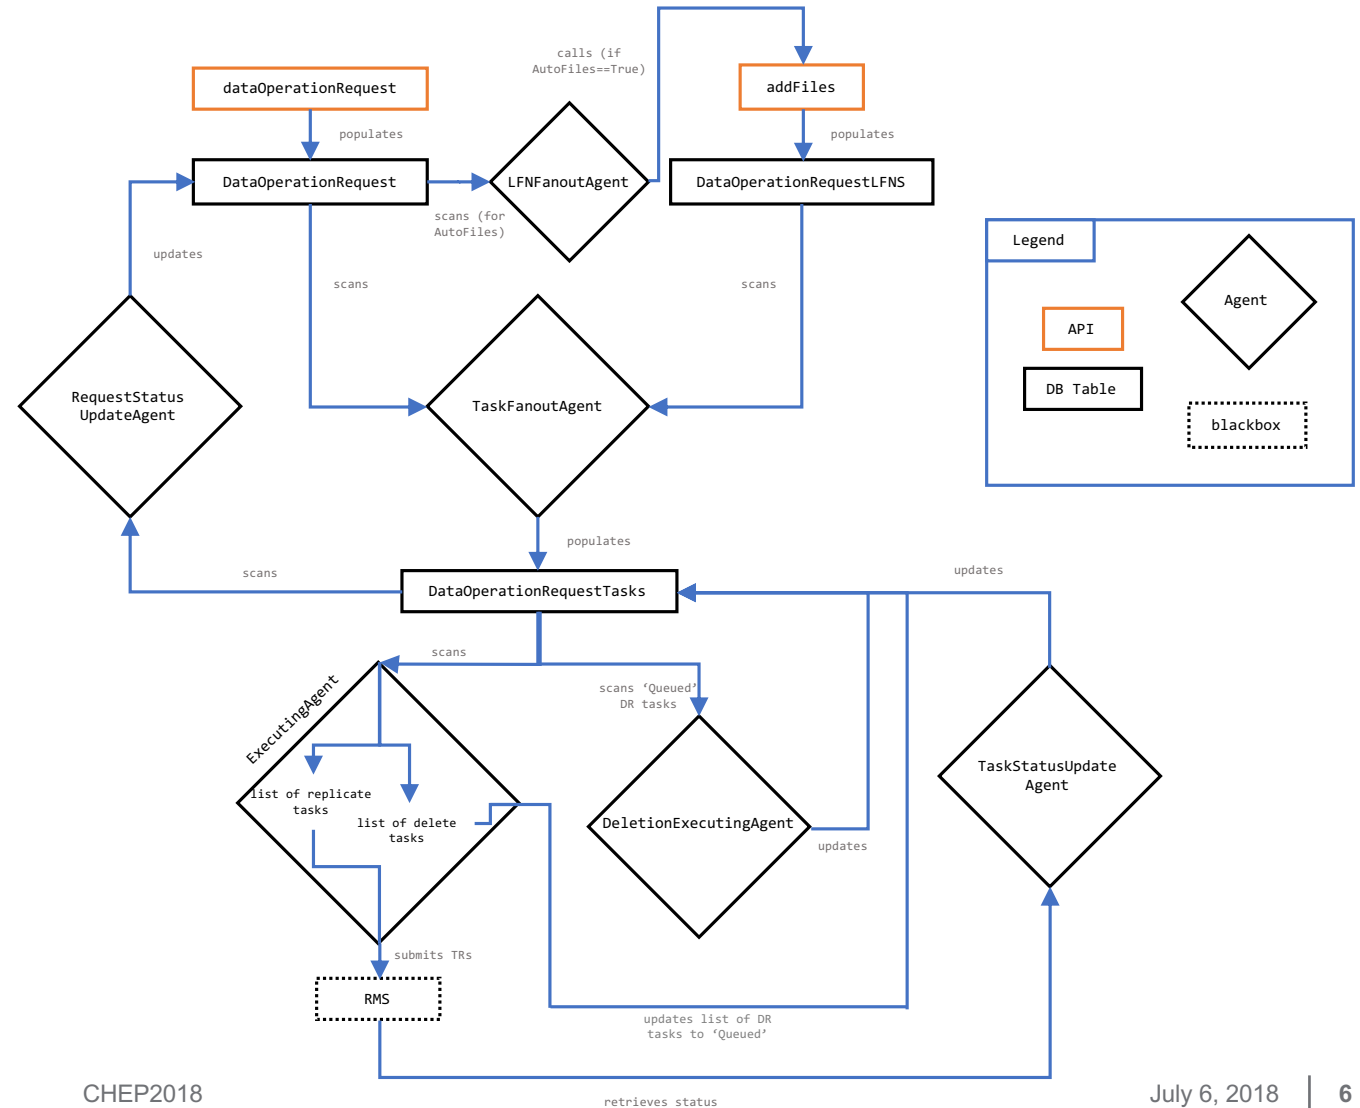 calls (if
AutoFiles==True)
dataOperationRequest
addFiles
populates
populates
DataOperationRequest
LFNFanoutAgent
DataOperationRequestLFNS
scans (for
AutoFiles)
Legend
updates
scans
scans
Agent
API
DB Table
blackbox
RequestStatus
UpdateAgent
TaskFanoutAgent
populates
scans
updates
DataOperationRequestTasks
scans
scans ‘Queued’
DR tasks
ExecutingAgent
list of replicate
tasks
list of delete
tasks
DeletionExecutingAgent
updates
TaskStatusUpdate
Agent
submits TRs
RMS
updates list of DR
tasks to ‘Queued’
CHEP2018
retrieves status
July 6, 2018 | 6